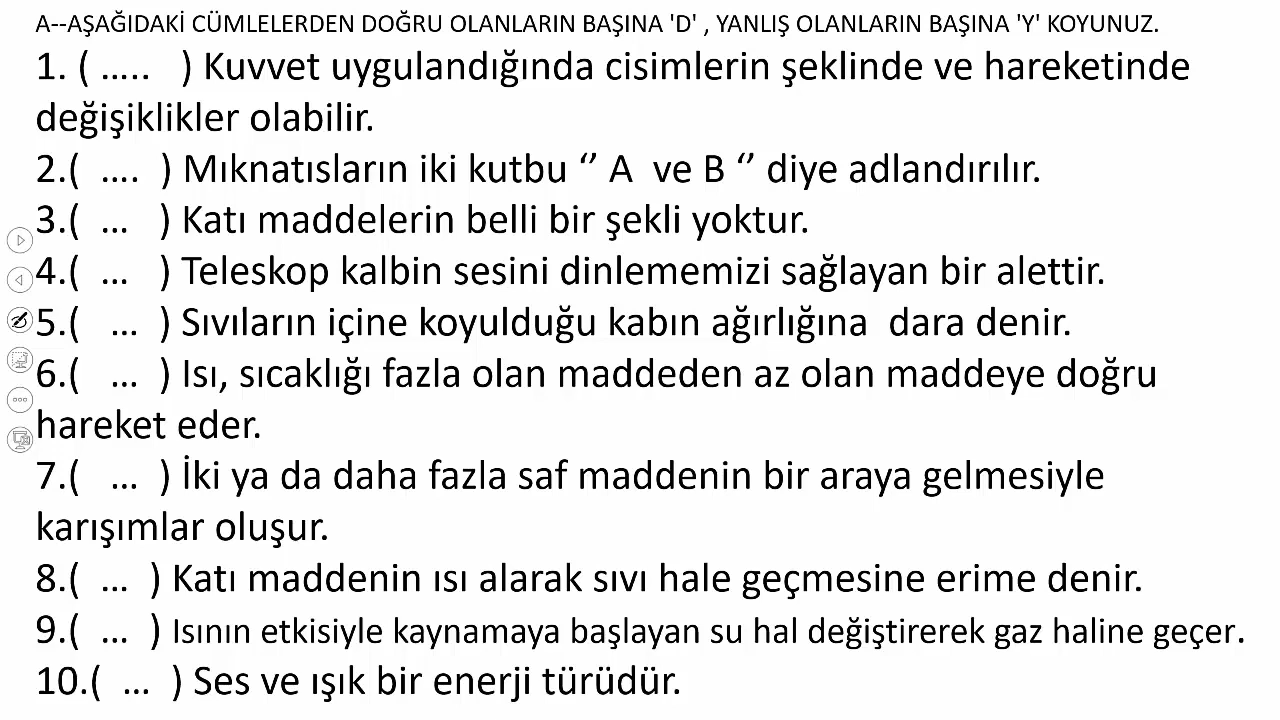 A--AŞAĞIDAKİ CÜMLELERDEN DOĞRU OLANLARIN BAŞINA 'D' , YANLIŞ OLANLARIN BAŞINA 'Y' KOYUNUZ.
1. ( ..... ) Kuvvet uygulandığında cisimlerin şeklinde ve hareketinde
değişiklikler olabilir.
2.( .... ) Mıknatısların iki kutbu ‘’ A ve B ‘’ diye adlandırılır.
3.( ... ) Katı maddelerin belli bir şekli yoktur.
4.( ... ) Teleskop kalbin sesini dinlememizi sağlayan bir alettir.
5.( ... ) Sıvıların içine koyulduğu kabın ağırlığına dara denir.
6.( ... ) Isı, sıcaklığı fazla olan maddeden az olan maddeye doğru
hareket eder.
7.( ... ) İki ya da daha fazla saf maddenin bir araya gelmesiyle
karışımlar oluşur.
8.( ... ) Katı maddenin ısı alarak sıvı hale geçmesine erime denir.
9.( ... ) Isının etkisiyle kaynamaya başlayan su hal değiştirerek gaz haline geçer.
10.( ... ) Ses ve ışık bir enerji türüdür.